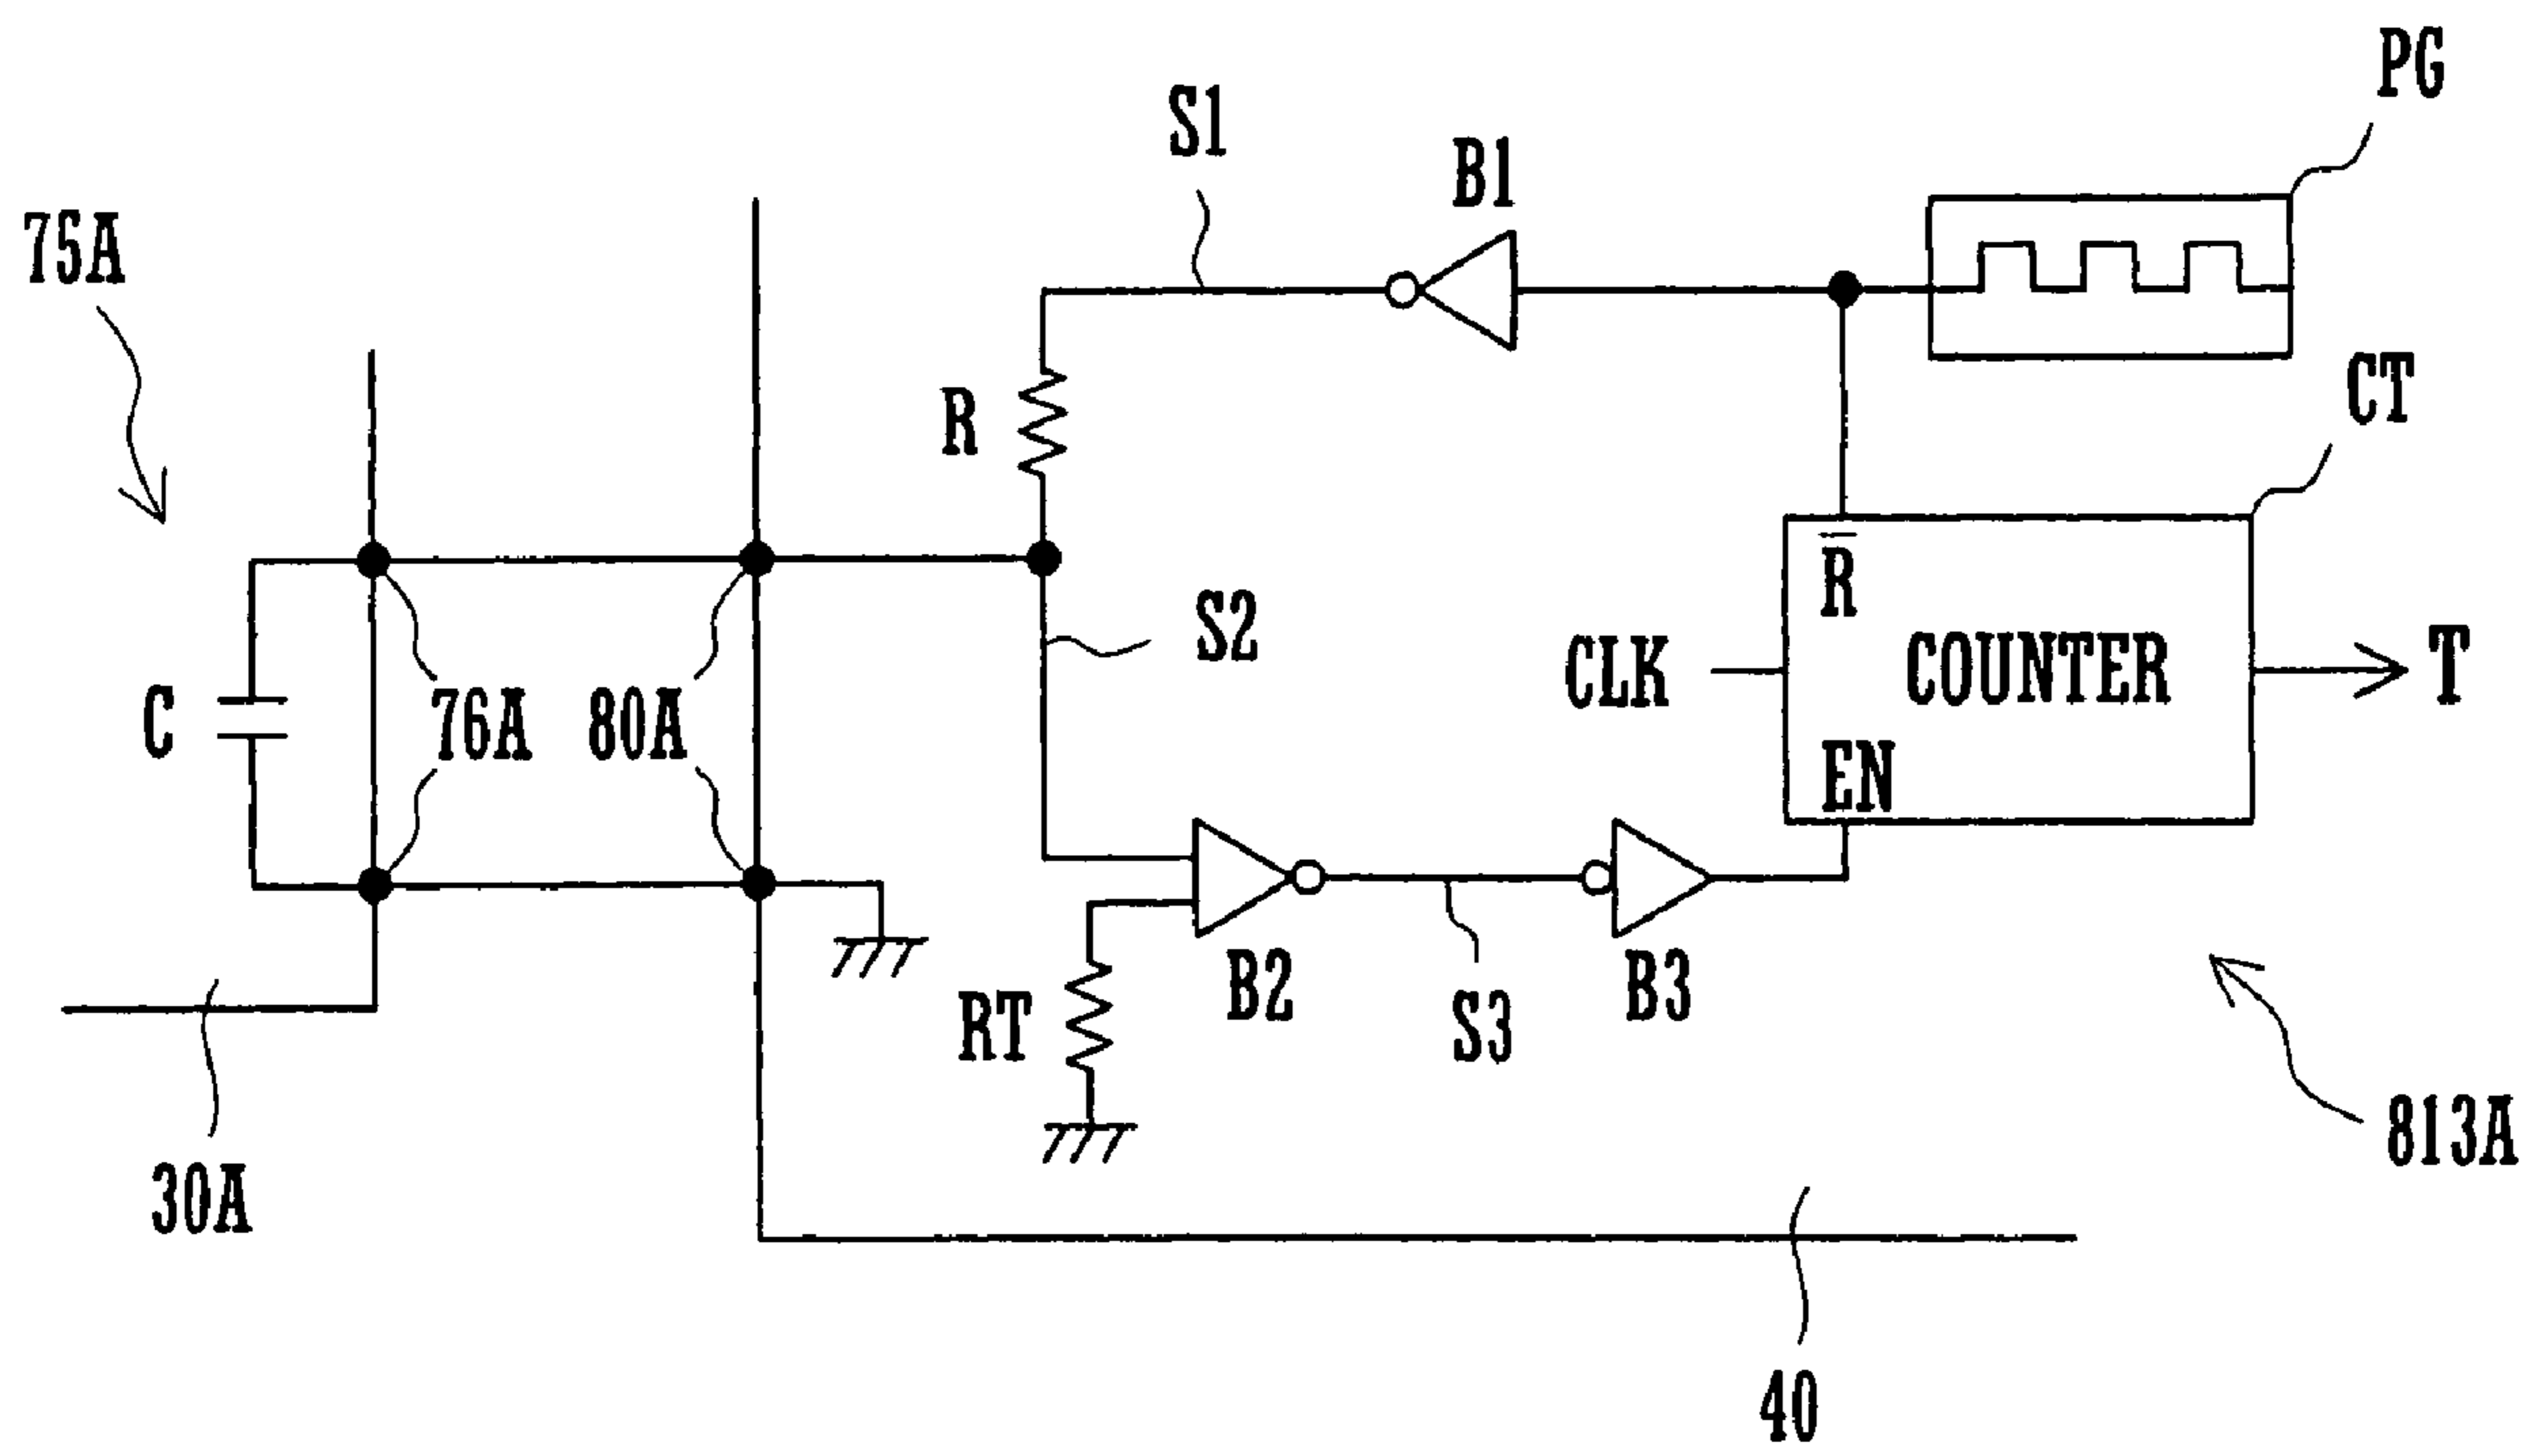 PG
S1
B1
75A
CT
R
R̅
S2
CLK
COUNTER
T
C
76A
80A
EN
B2
B3
RT
S3
813A
30A
40